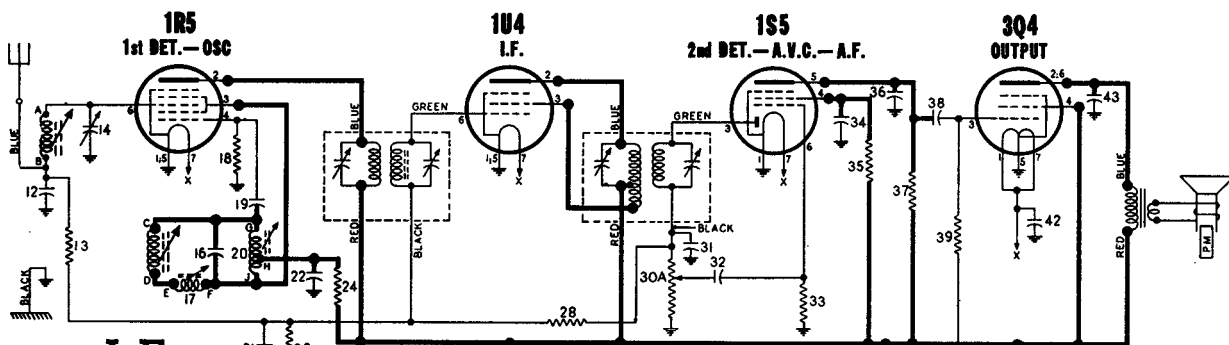 1R5
1st DET.—OSC
1U4
I.F.
1S5
2nd DET.—A.V.C.—A.F.
3Q4
OUTPUT
2
3
4
6
1,5
7
X
A
B
BLUE
14
12
13
18
19
C
D
E
F
G
H
J
16
17
20
22
24
BLACK
BLUE
RED
BLACK
GREEN
2
3
6
1,5
7
X
BLUE
RED
GREEN
BLACK
28
30A
31
32
33
5
4
3
1
7
6
X
34
35
36
37
38
39
2:6
4
3
1
5
7
X
42
43
BLUE
RED
P.M.